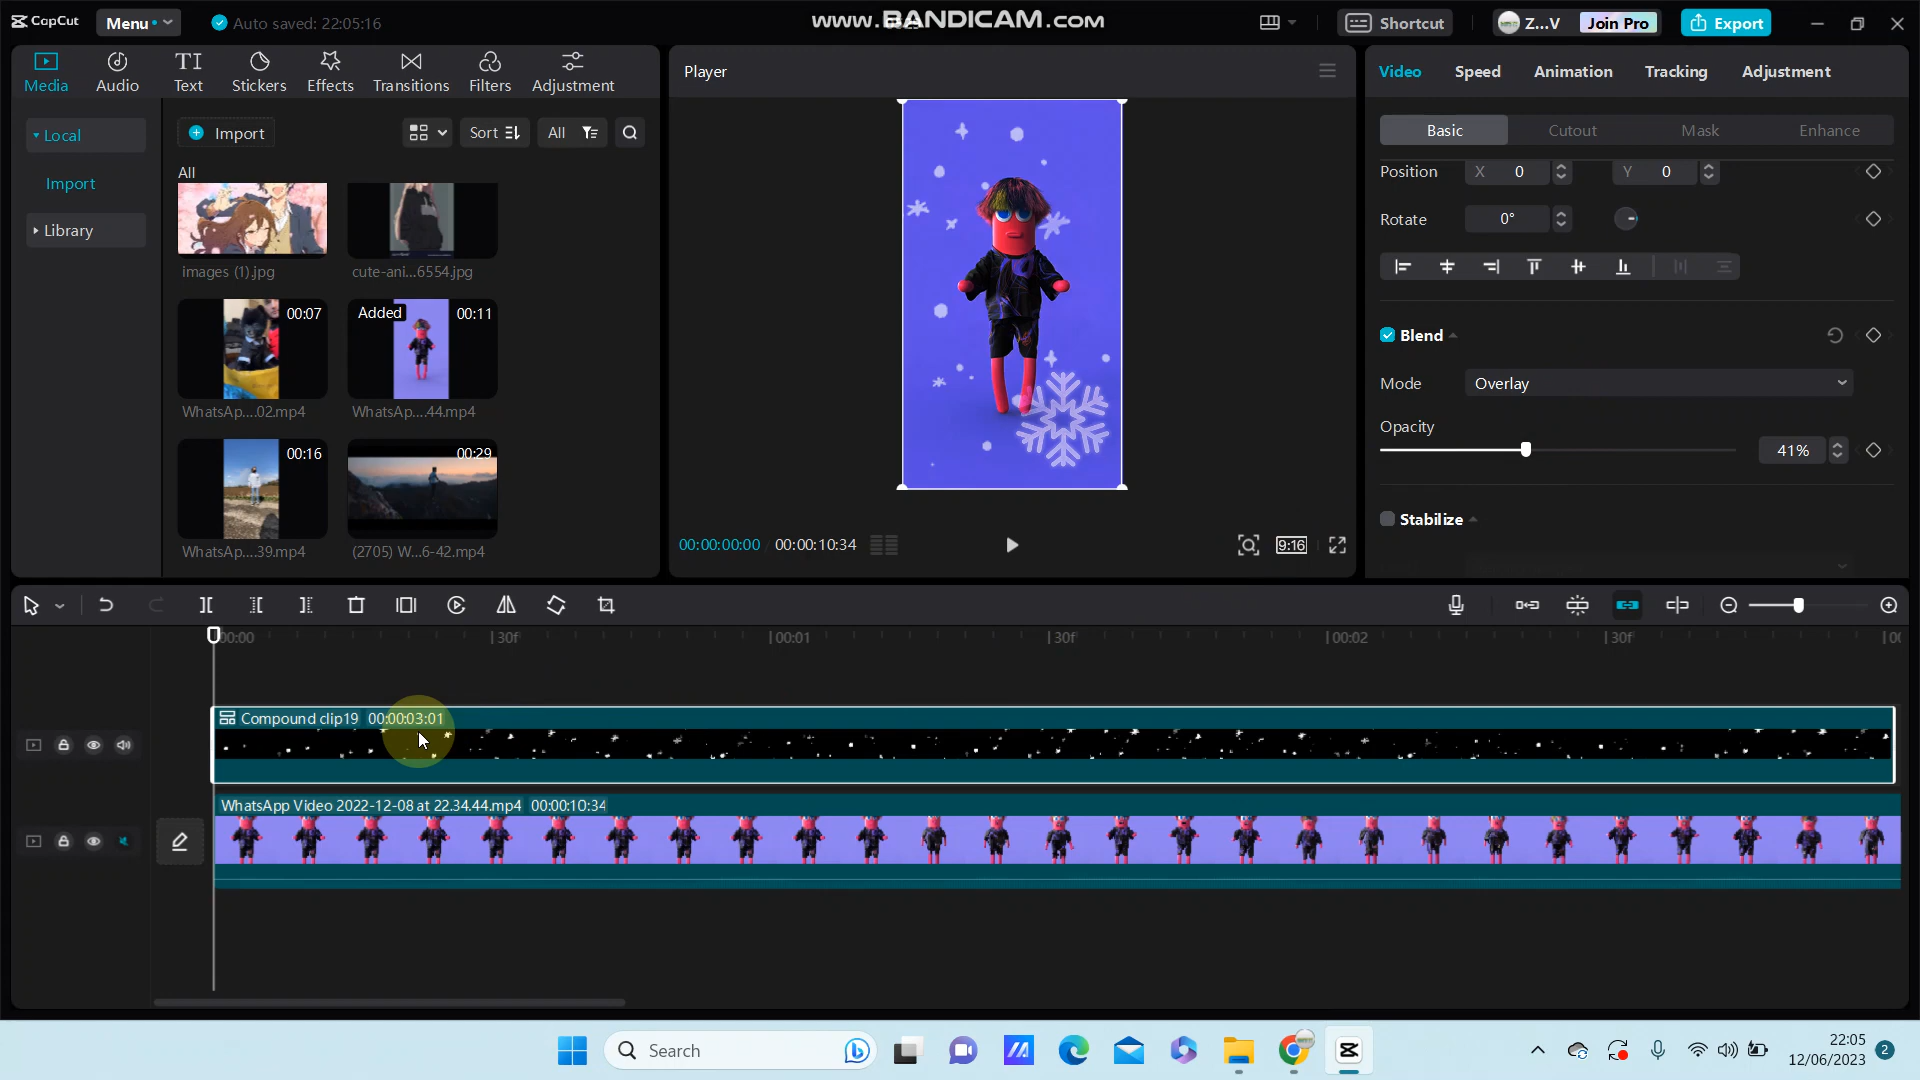 CapCut
Menu
Auto saved: 22:05:16
www.BANDICAM.com
Shortcut
Z...V
Join Pro
Export
Media
Audio
Text
Stickers
Effects
Transitions
Filters
Adjustment
Local
Import
Library
Import
Sort
All
All
images (1).jpg
cute-ani...6554.jpg
00:07
WhatsAp....02.mp4
Added
00:11
WhatsAp....44.mp4
00:16
WhatsAp....39.mp4
00:29
(2705) W...6-42.mp4
Player
00:00:00:00
00:00:10:34
9:16
Video
Speed
Animation
Tracking
Adjustment
Basic
Cutout
Mask
Enhance
Position
X
0
Y
0
Rotate
0°
Blend
Mode
Overlay
Opacity
41%
Stabilize
00:00
30f
00:01
30f
00:02
30f
Compound clip19
00:00:03:01
WhatsApp Video 2022-12-08 at 22.34.44.mp4
00:00:10:34
Search
22:05
12/06/2023
2